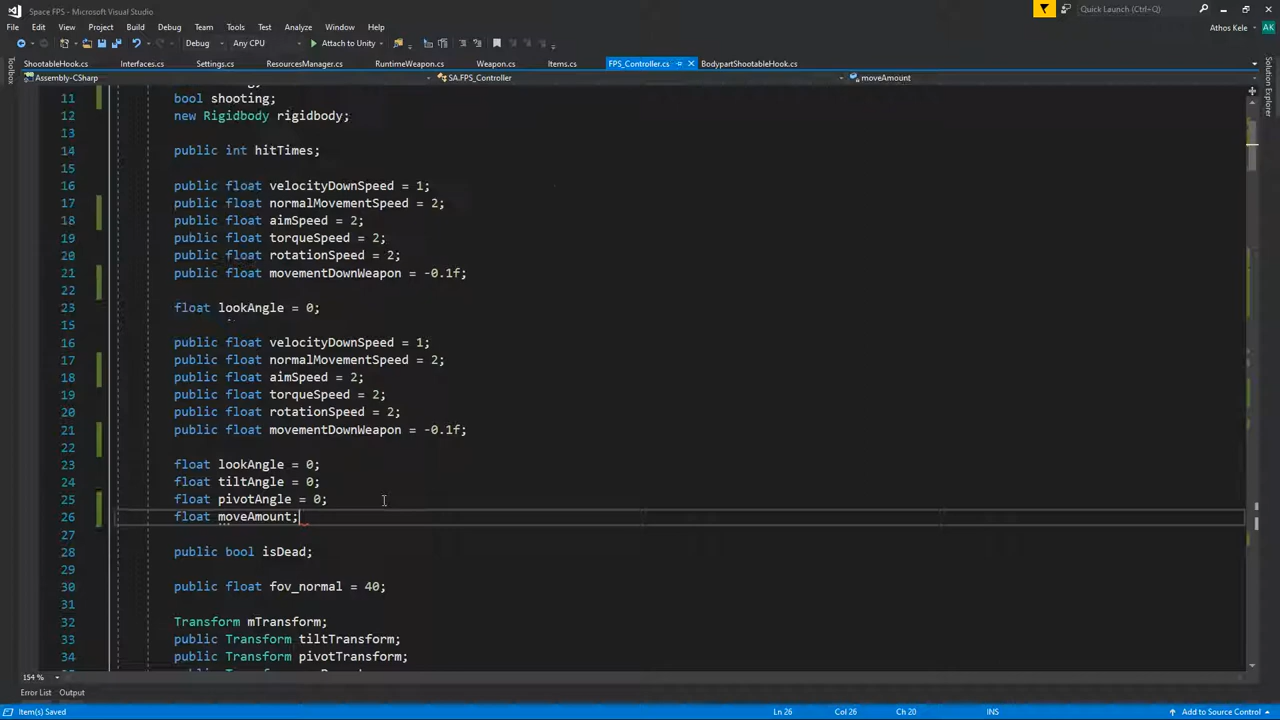 Space FPS - Microsoft Visual Studio
Quick Launch (Ctrl+Q)
File Edit View Project Build Debug Team Tools Test Analyze Window Help
Athos Kele AK
Debug Any CPU Attach to Unity
ShootableHook.cs Interfaces.cs Settings.cs ResourcesManager.cs RuntimeWeapon.cs Weapon.cs Items.cs FPS_Controller.cs BodypartShootableHook.cs
Toolbox
Solution Explorer
Assembly-CSharp SA.FPS_Controller moveAmount
11 bool shooting;
12 new Rigidbody rigidbody;
13
14 public int hitTimes;
15
16 public float velocityDownSpeed = 1;
17 public float normalMovementSpeed = 2;
18 public float aimSpeed = 2;
19 public float torqueSpeed = 2;
20 public float rotationSpeed = 2;
21 public float movementDownWeapon = -0.1f;
22
23 float lookAngle = 0;
15
16 public float velocityDownSpeed = 1;
17 public float normalMovementSpeed = 2;
18 public float aimSpeed = 2;
19 public float torqueSpeed = 2;
20 public float rotationSpeed = 2;
21 public float movementDownWeapon = -0.1f;
22
23 float lookAngle = 0;
24 float tiltAngle = 0;
25 float pivotAngle = 0;
26 float moveAmount;
27
28 public bool isDead;
29
30 public float fov_normal = 40;
31
32 Transform mTransform;
33 public Transform tiltTransform;
34 public Transform pivotTransform;
154 %
Error List Output
Item(s) Saved Ln 26 Col 26 Ch 20 INS Add to Source Control